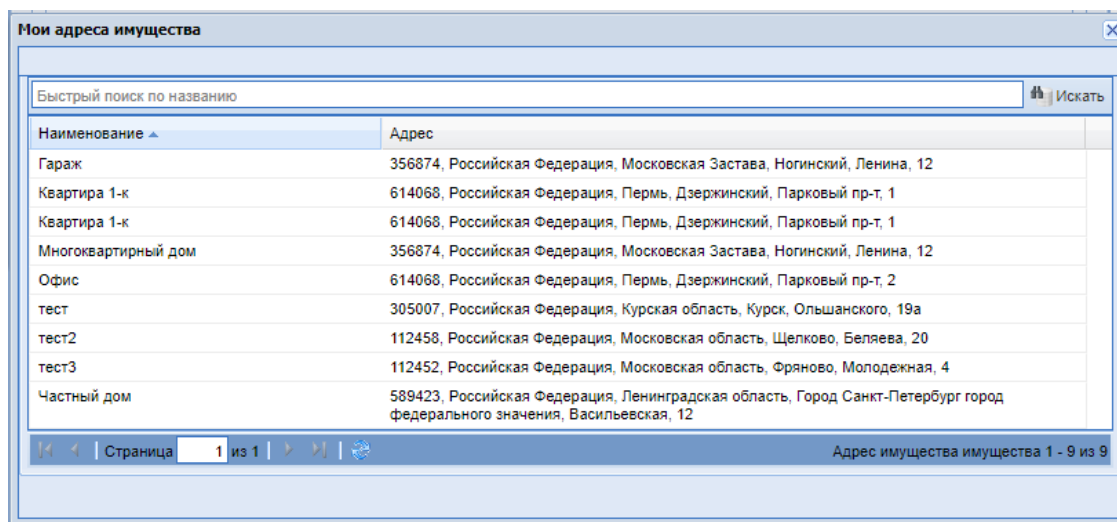 Мои адреса имущества
Быстрый поиск по названию Искать
Наименование Адрес
Гараж 356874, Российская Федерация, Московская Застава, Ногинский, Ленина, 12
Квартира 1-к 614068, Российская Федерация, Пермь, Дзержинский, Парковый пр-т, 1
Квартира 1-к 614068, Российская Федерация, Пермь, Дзержинский, Парковый пр-т, 1
Многоквартирный дом 356874, Российская Федерация, Московская Застава, Ногинский, Ленина, 12
Офис 614068, Российская Федерация, Пермь, Дзержинский, Парковый пр-т, 2
тест 305007, Российская Федерация, Курская область, Курск, Ольшанского, 19а
тест2 112458, Российская Федерация, Московская область, Щелково, Беляева, 20
тест3 112452, Российская Федерация, Московская область, Фряново, Молодежная, 4
Частный дом 589423, Российская Федерация, Ленинградская область, Город Санкт-Петербург город
федерального значения, Васильевская, 12
Страница 1 из 1 Адрес имущества имущества 1 - 9 из 9